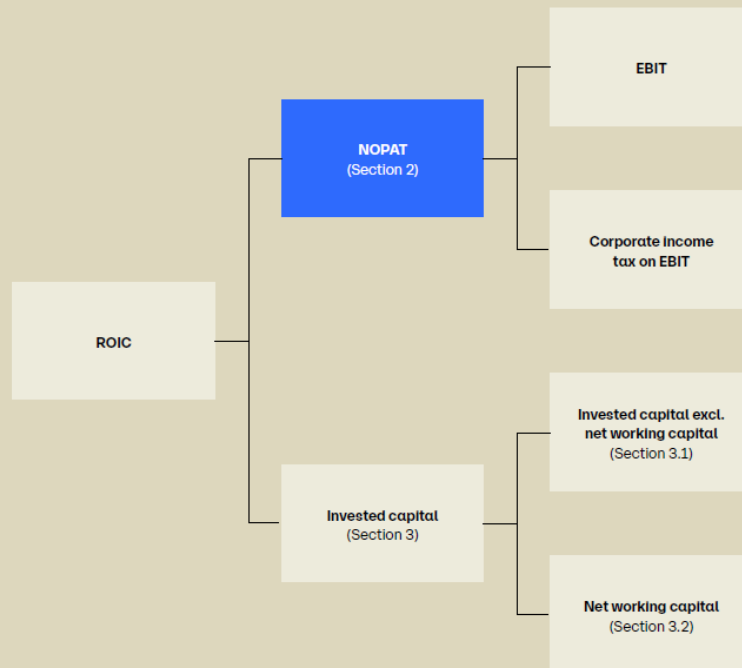 EBIT
NOPAT
(Section 2)
Corporate income
tax on EBIT
ROIC
Invested capital excl.
net working capital
(Section 3.1)
Invested capital
(Section 3)
Net working capital
(Section 3.2)